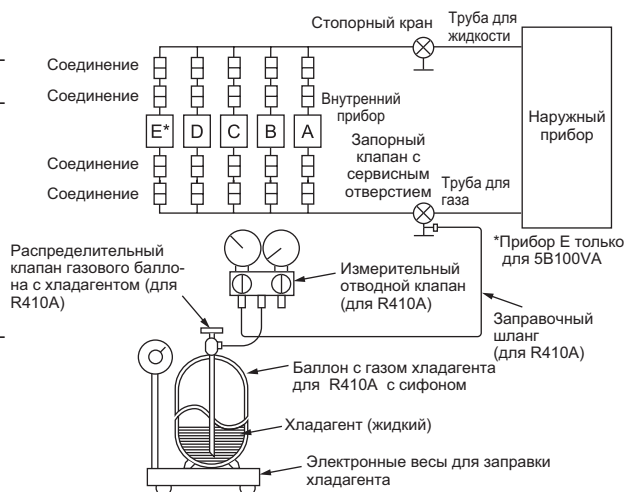 Стопорный кран
Труба для
жидкости
Соединение
Соединение
Внутренний
прибор
Наружный
прибор
E*
D
C
B
A
Запорный
клапан с
сервисным
отверстием
Соединение
Соединение
Труба для
газа
*Прибор E только
для 5B100VA
Распределительный
клапан газового балло-
на с хладагентом (для
R410A)
Измерительный
отводной клапан
(для R410A)
Заправочный
шланг
(для R410A)
Баллон с газом хладагента
для R410A с сифоном
Хладагент (жидкий)
Электронные весы для заправки
хладагента